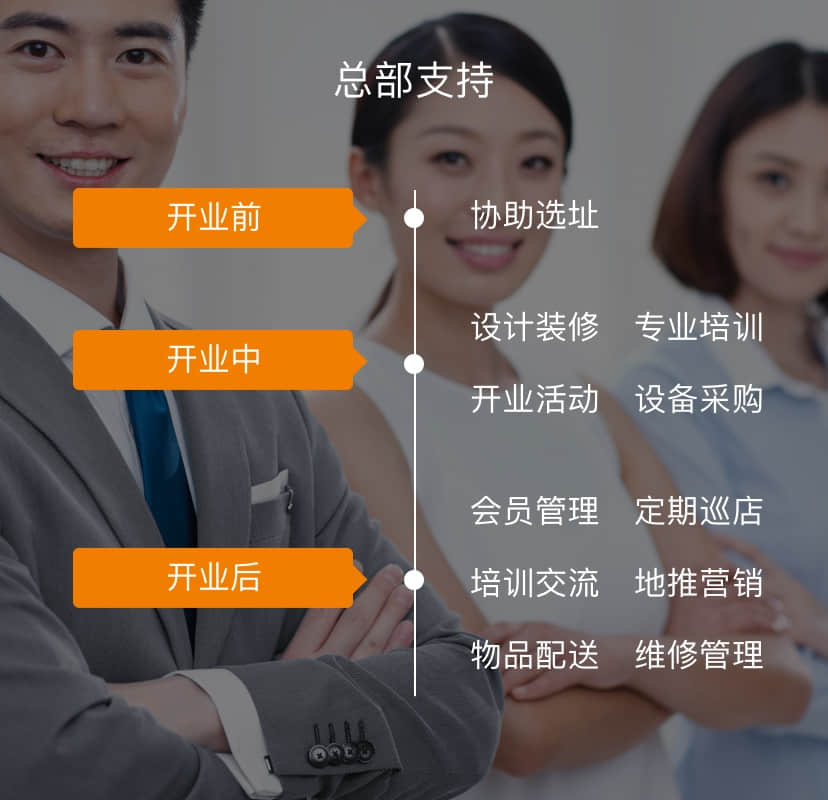 总部支持
开业前
协助选址
开业中
设计装修 专业培训
开业活动 设备采购
开业后
会员管理 定期巡店
培训交流 地推营销
物品配送 维修管理